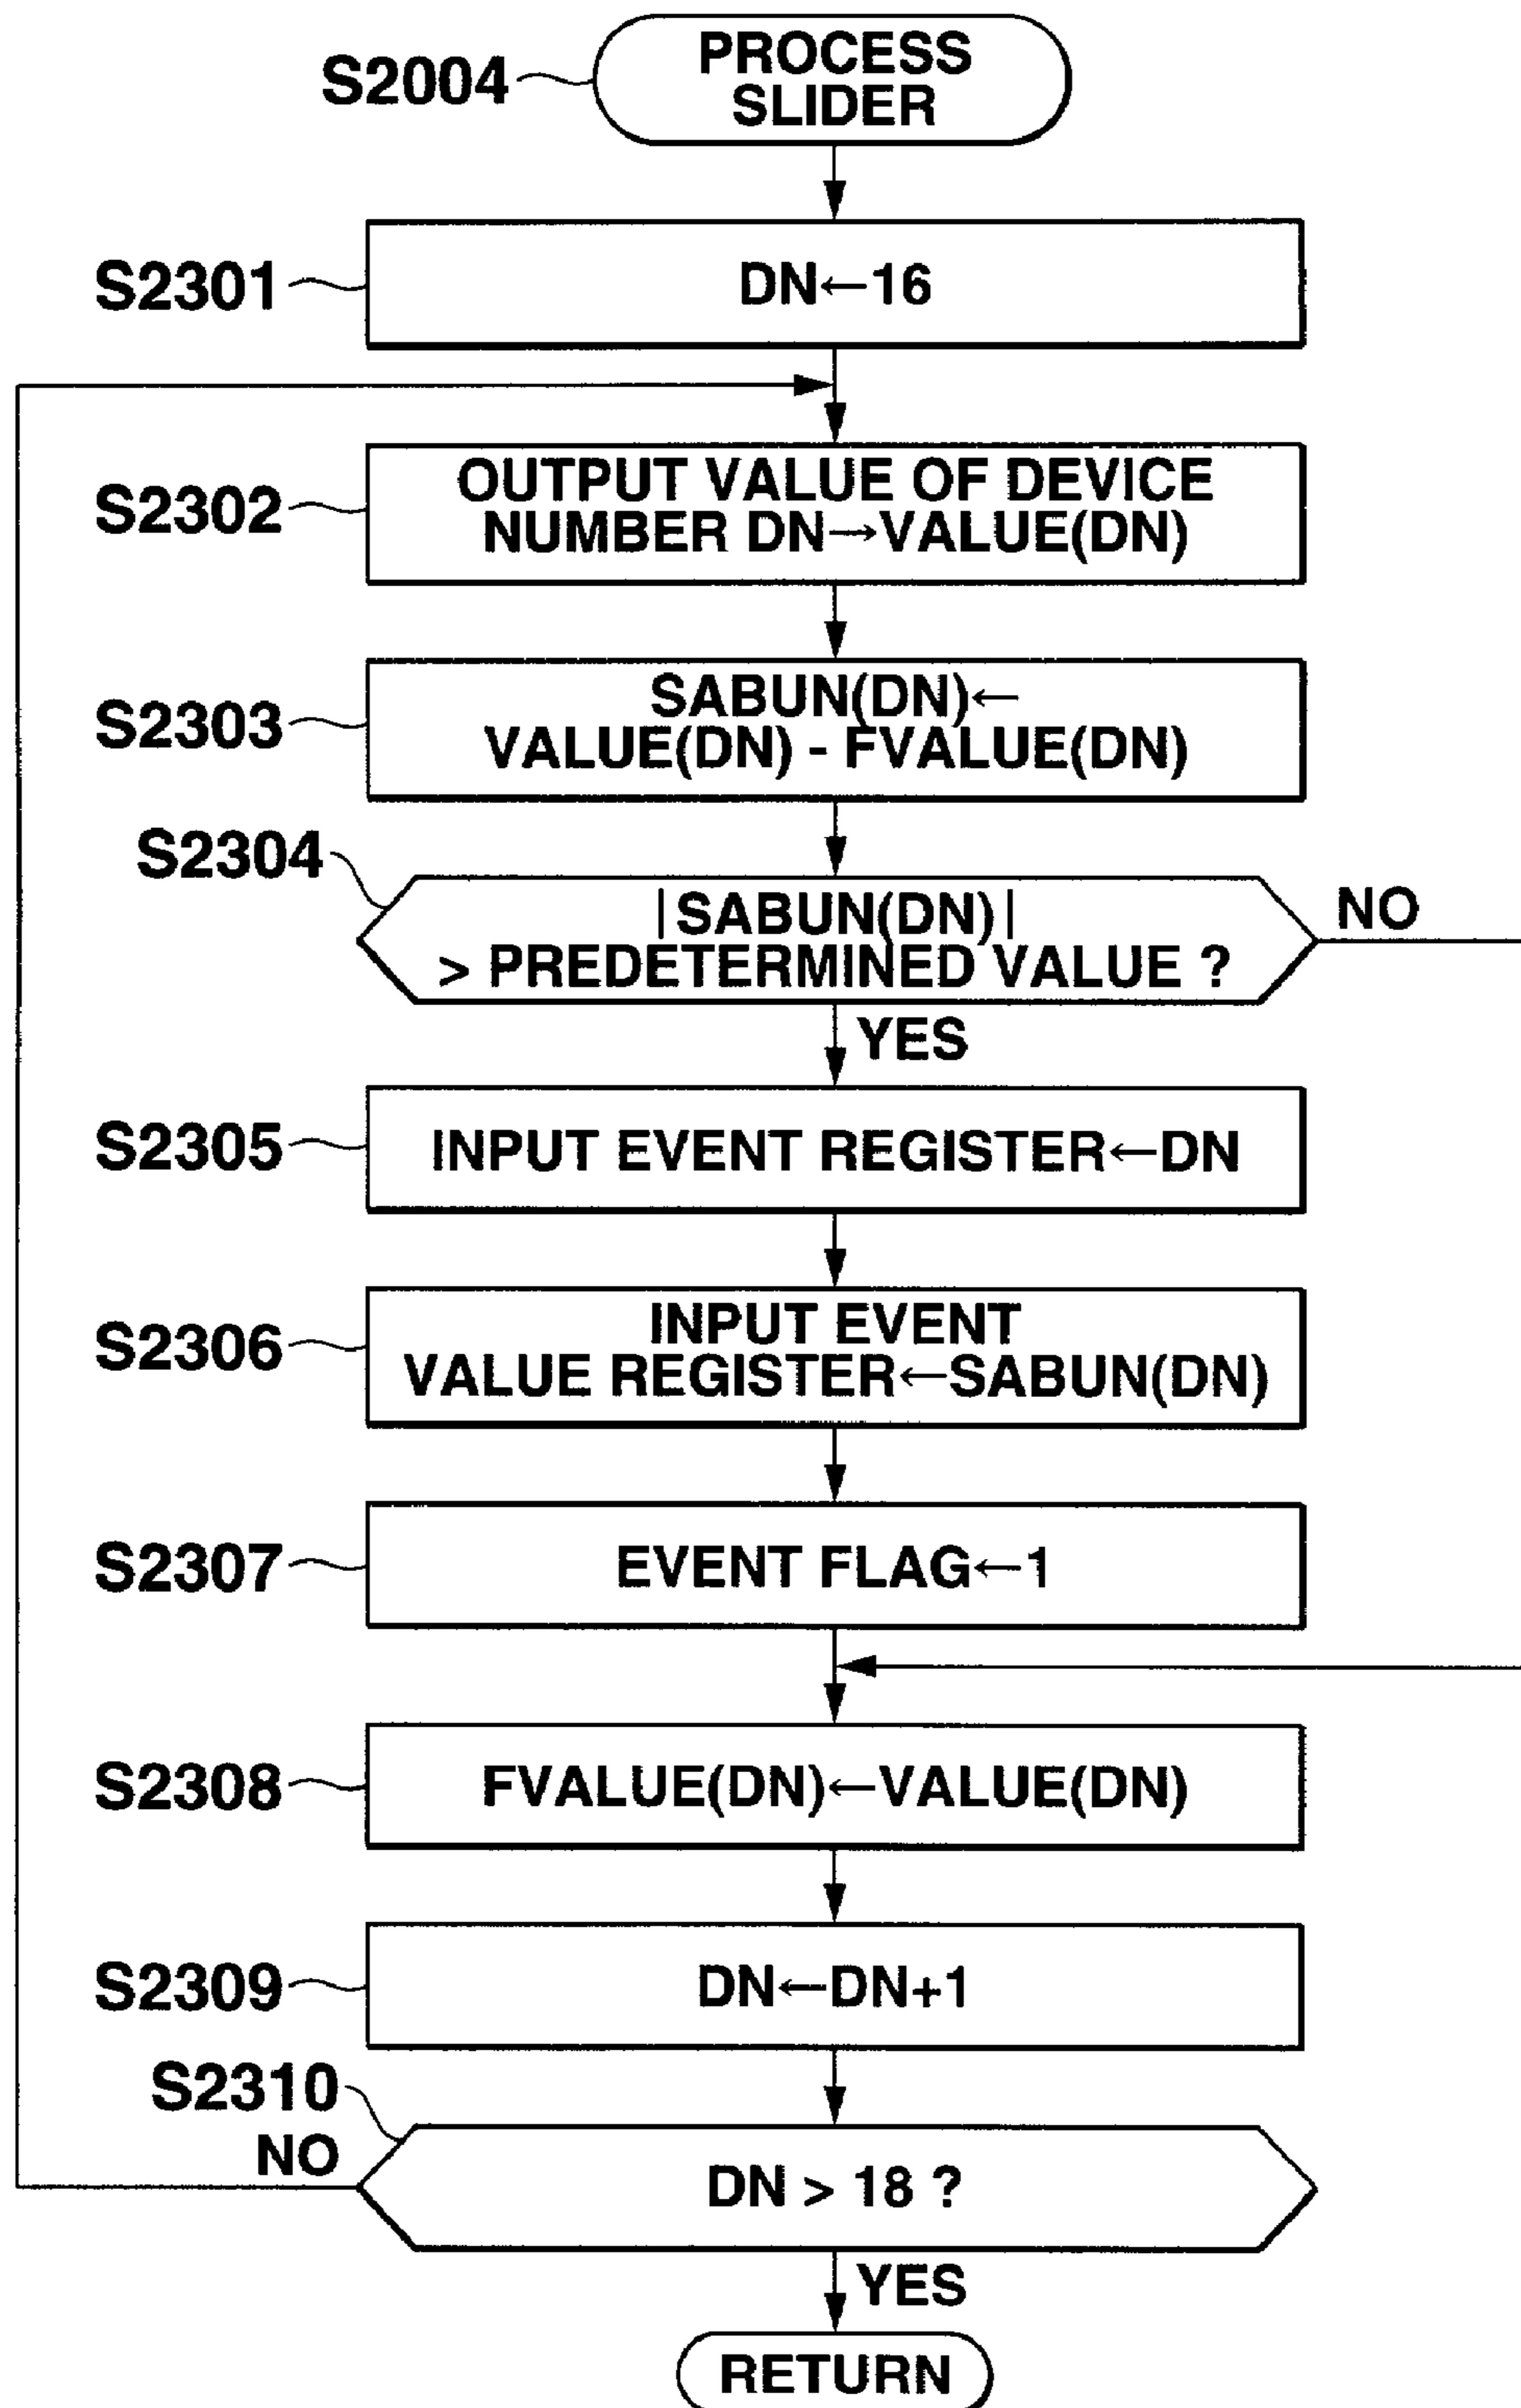 S2004
PROCESS
SLIDER
S2301
DN←16
S2302
OUTPUT VALUE OF DEVICE
NUMBER DN→VALUE(DN)
S2303
SABUN(DN)←
VALUE(DN) - FVALUE(DN)
S2304
|SABUN(DN)|
> PREDETERMINED VALUE ?
NO
YES
S2305
INPUT EVENT REGISTER←DN
S2306
INPUT EVENT
VALUE REGISTER←SABUN(DN)
S2307
EVENT FLAG←1
S2308
FVALUE(DN)←VALUE(DN)
S2309
DN←DN+1
S2310
NO
DN > 18 ?
YES
RETURN